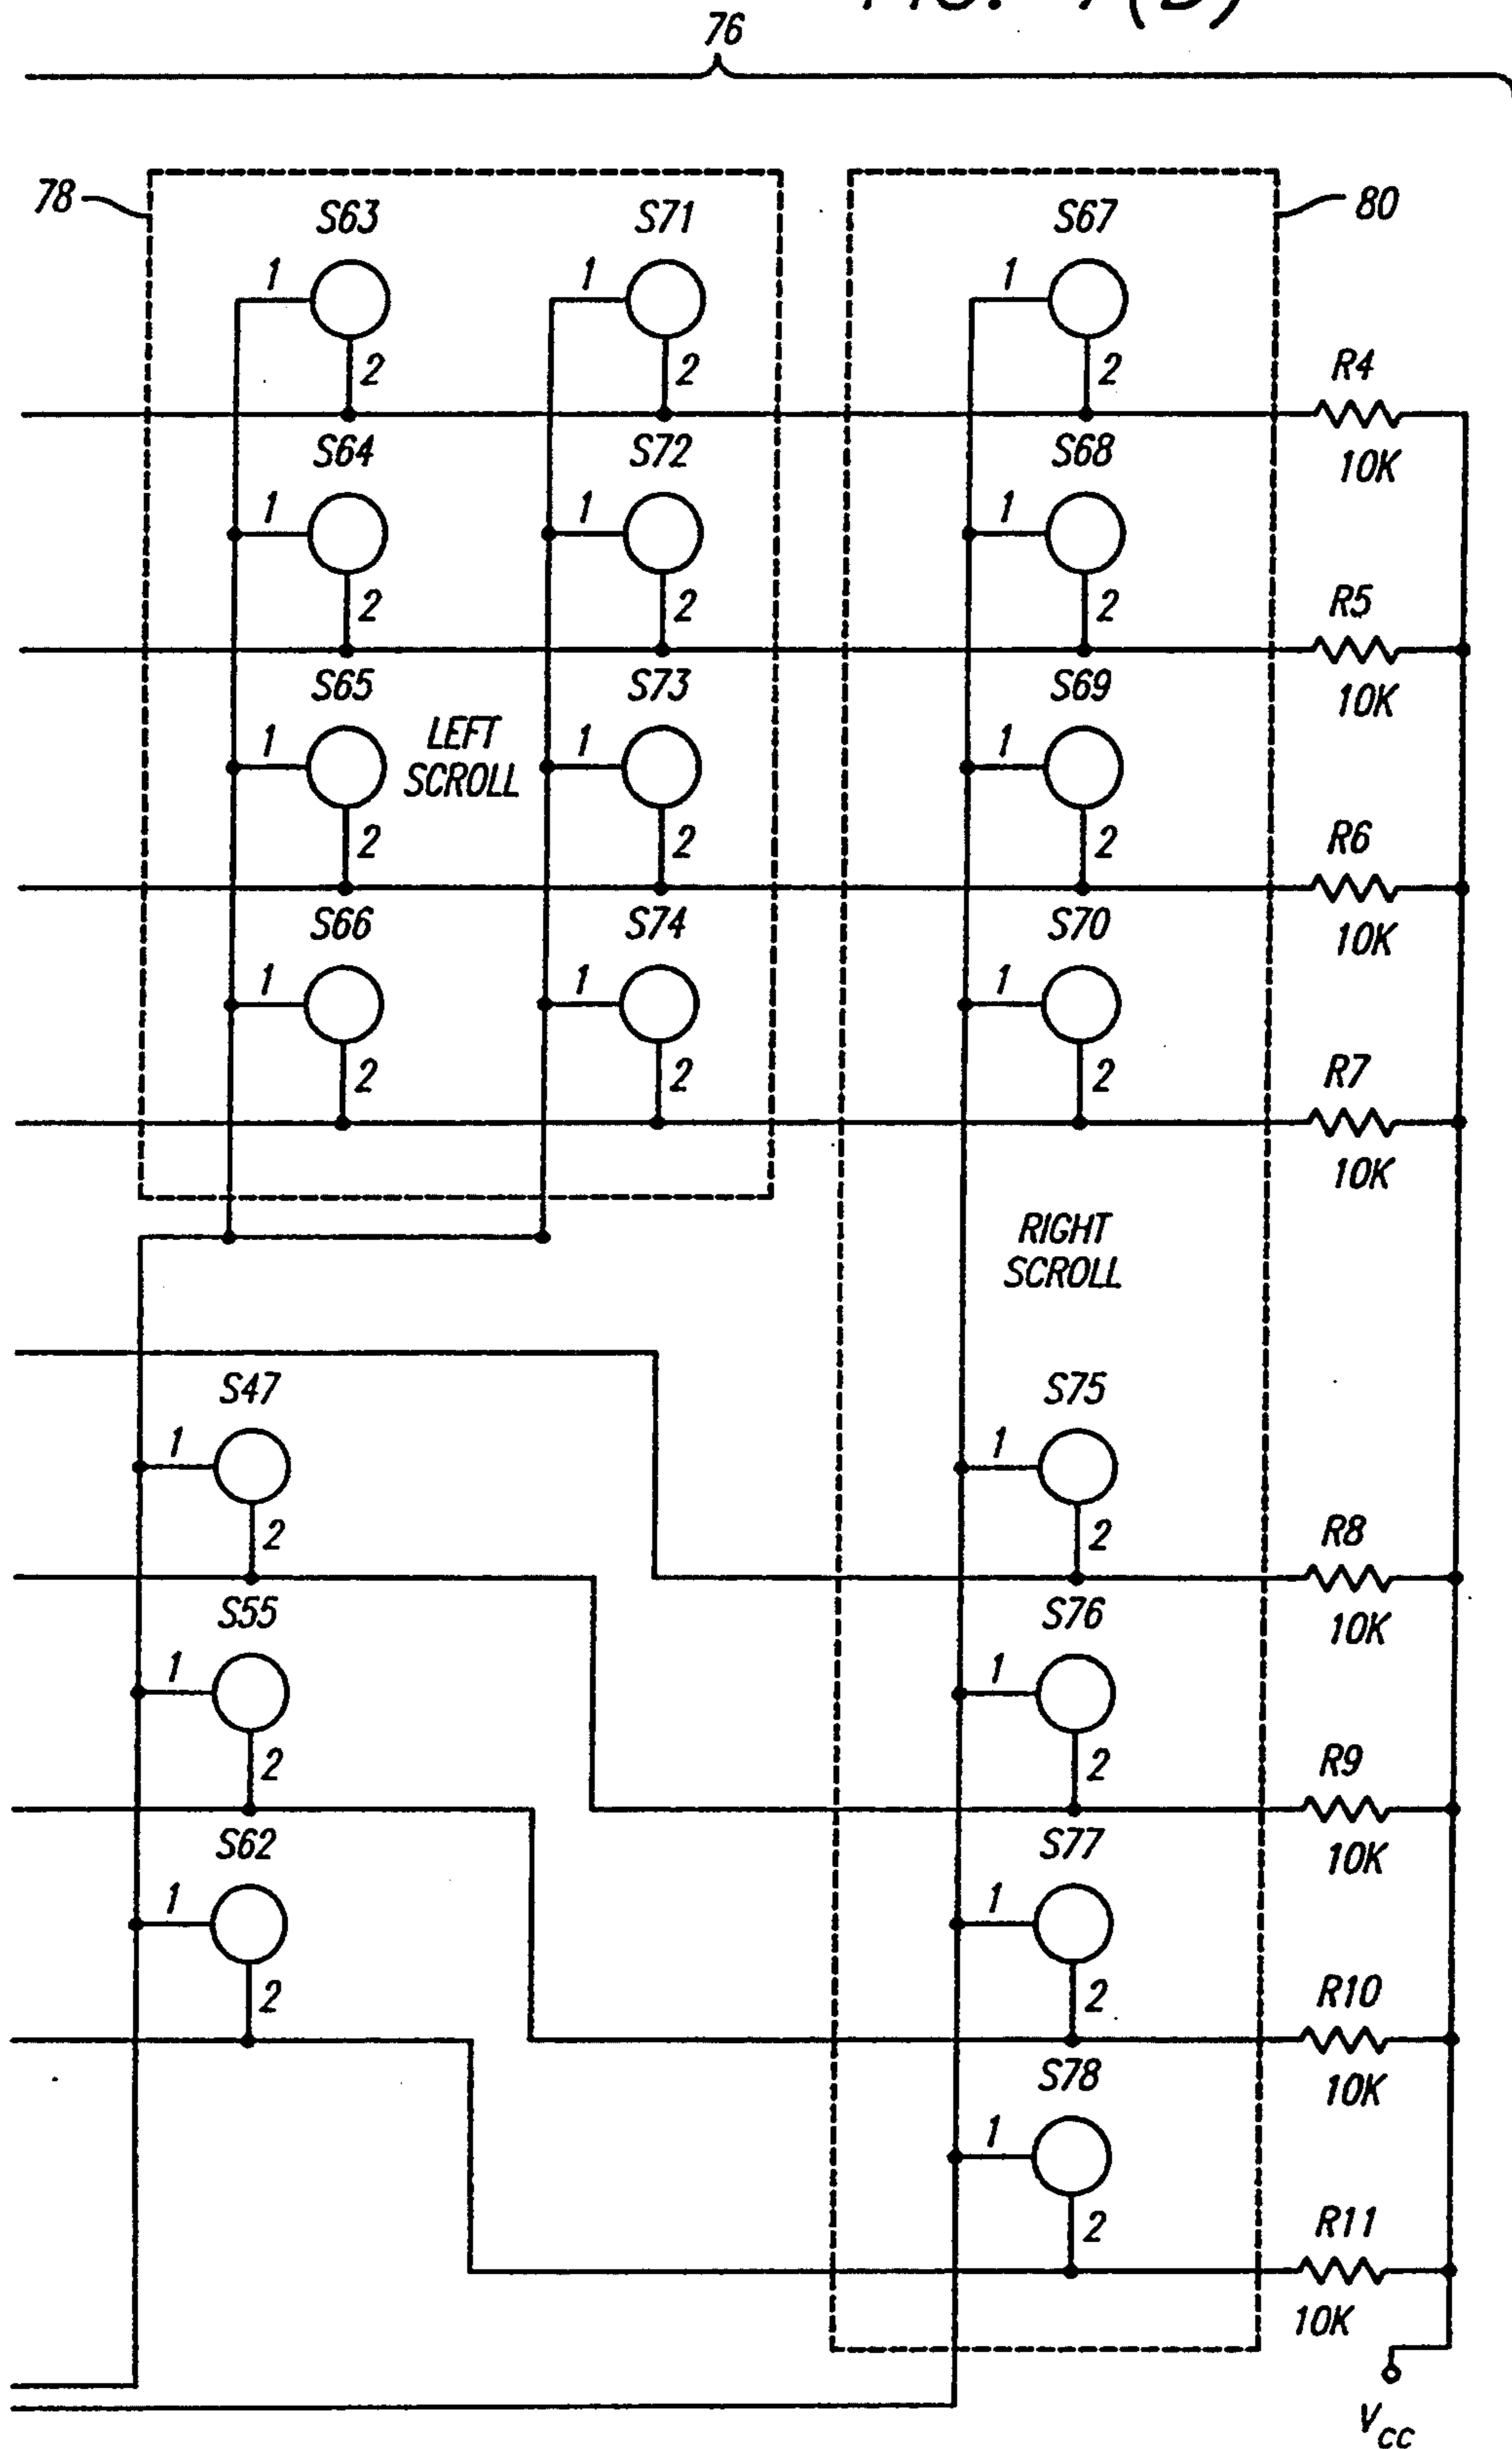 FIG. 7(B)
76
78
80
S63 S71 S67
1 1 1
2 2 2
R4
10K
S64 S72 S68
1 1 1
2 2 2
R5
10K
S65 S73 S69
1 LEFT SCROLL 1 1
2 2 2
R6
10K
S66 S74 S70
1 1 1
2 2 2
R7
10K
RIGHT
SCROLL
S47 S75
1 1
2 2
R8
10K
S55 S76
1 1
2 2
R9
10K
S62 S77
1 1
2 2
R10
10K
S78
1
2
R11
10K
VCC